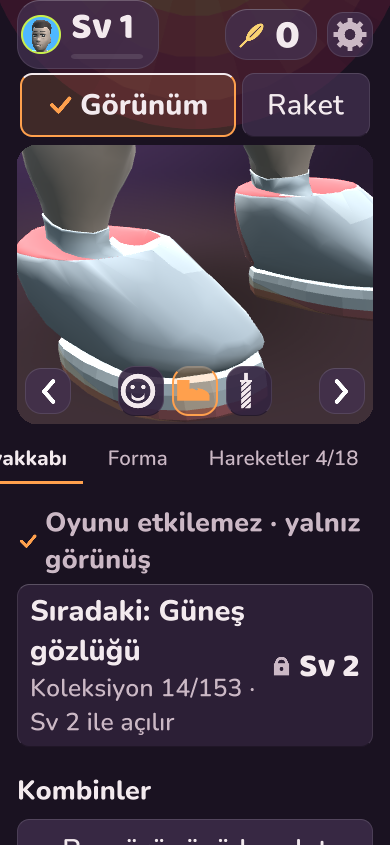 Sv 1
0
Görünüm
Raket
yakkabı
Forma
Hareketler 4/18
Oyunu etkilemez · yalnız
görünüş
Sıradaki: Güneş
gözlüğü
Sv 2
Koleksiyon 14/153 ·
Sv 2 ile açılır
Kombinler